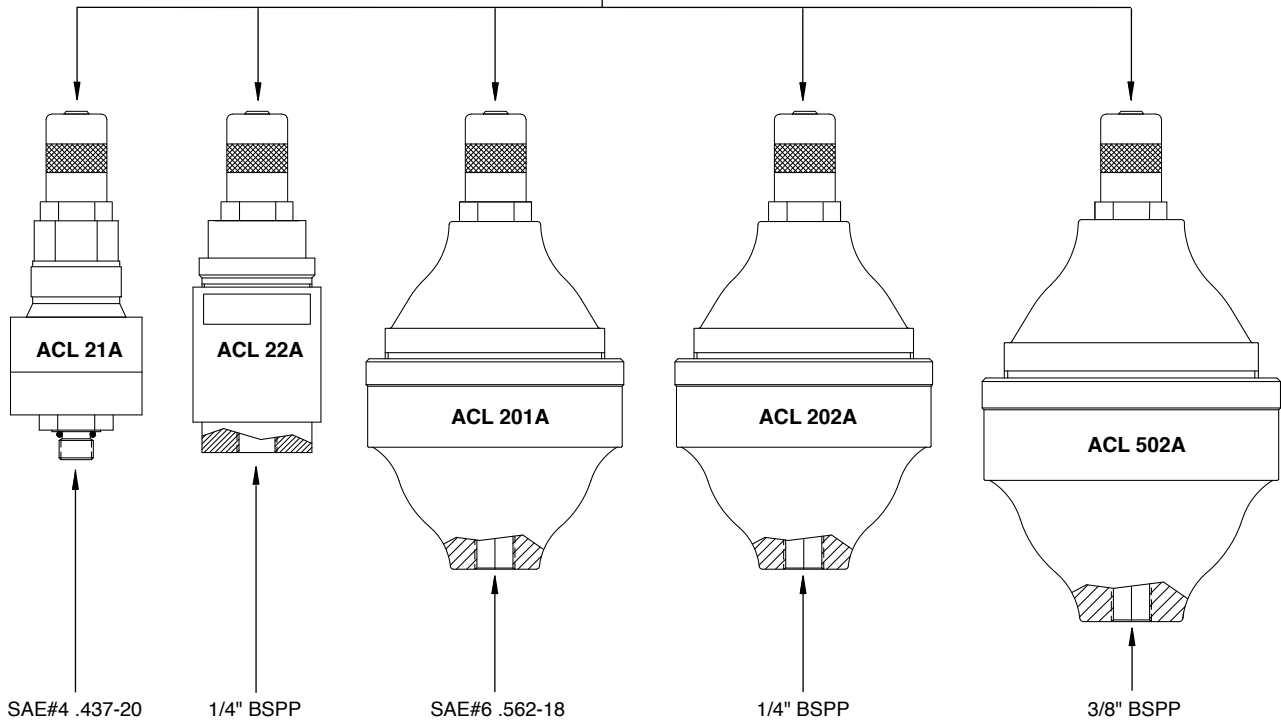 ACL 21A
ACL 22A
ACL 201A
ACL 202A
ACL 502A
SAE#4 .437-20
1/4" BSPP
SAE#6 .562-18
1/4" BSPP
3/8" BSPP